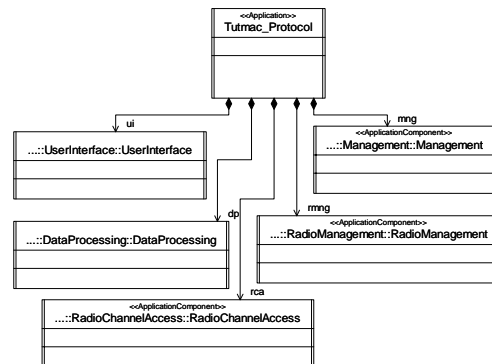 <<Application>>
Tutmac_Protocol
ui
mng
...::UserInterface::UserInterface
<<ApplicationComponent>>
...::Management::Management
dp
rmng
...::DataProcessing::DataProcessing
<<ApplicationComponent>>
...::RadioManagement::RadioManagement
rca
<<ApplicationComponent>>
...::RadioChannelAccess::RadioChannelAccess